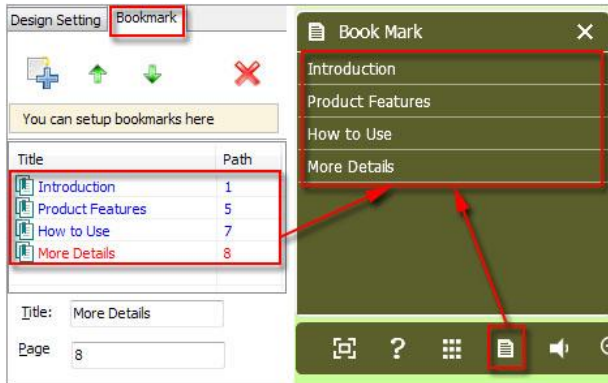 Design Setting Bookmark
You can setup bookmarks here
Title Path
Introduction 1
Product Features 5
How to Use 7
More Details 8
Title: More Details
Page 8
Book Mark
Introduction
Product Features
How to Use
More Details
?